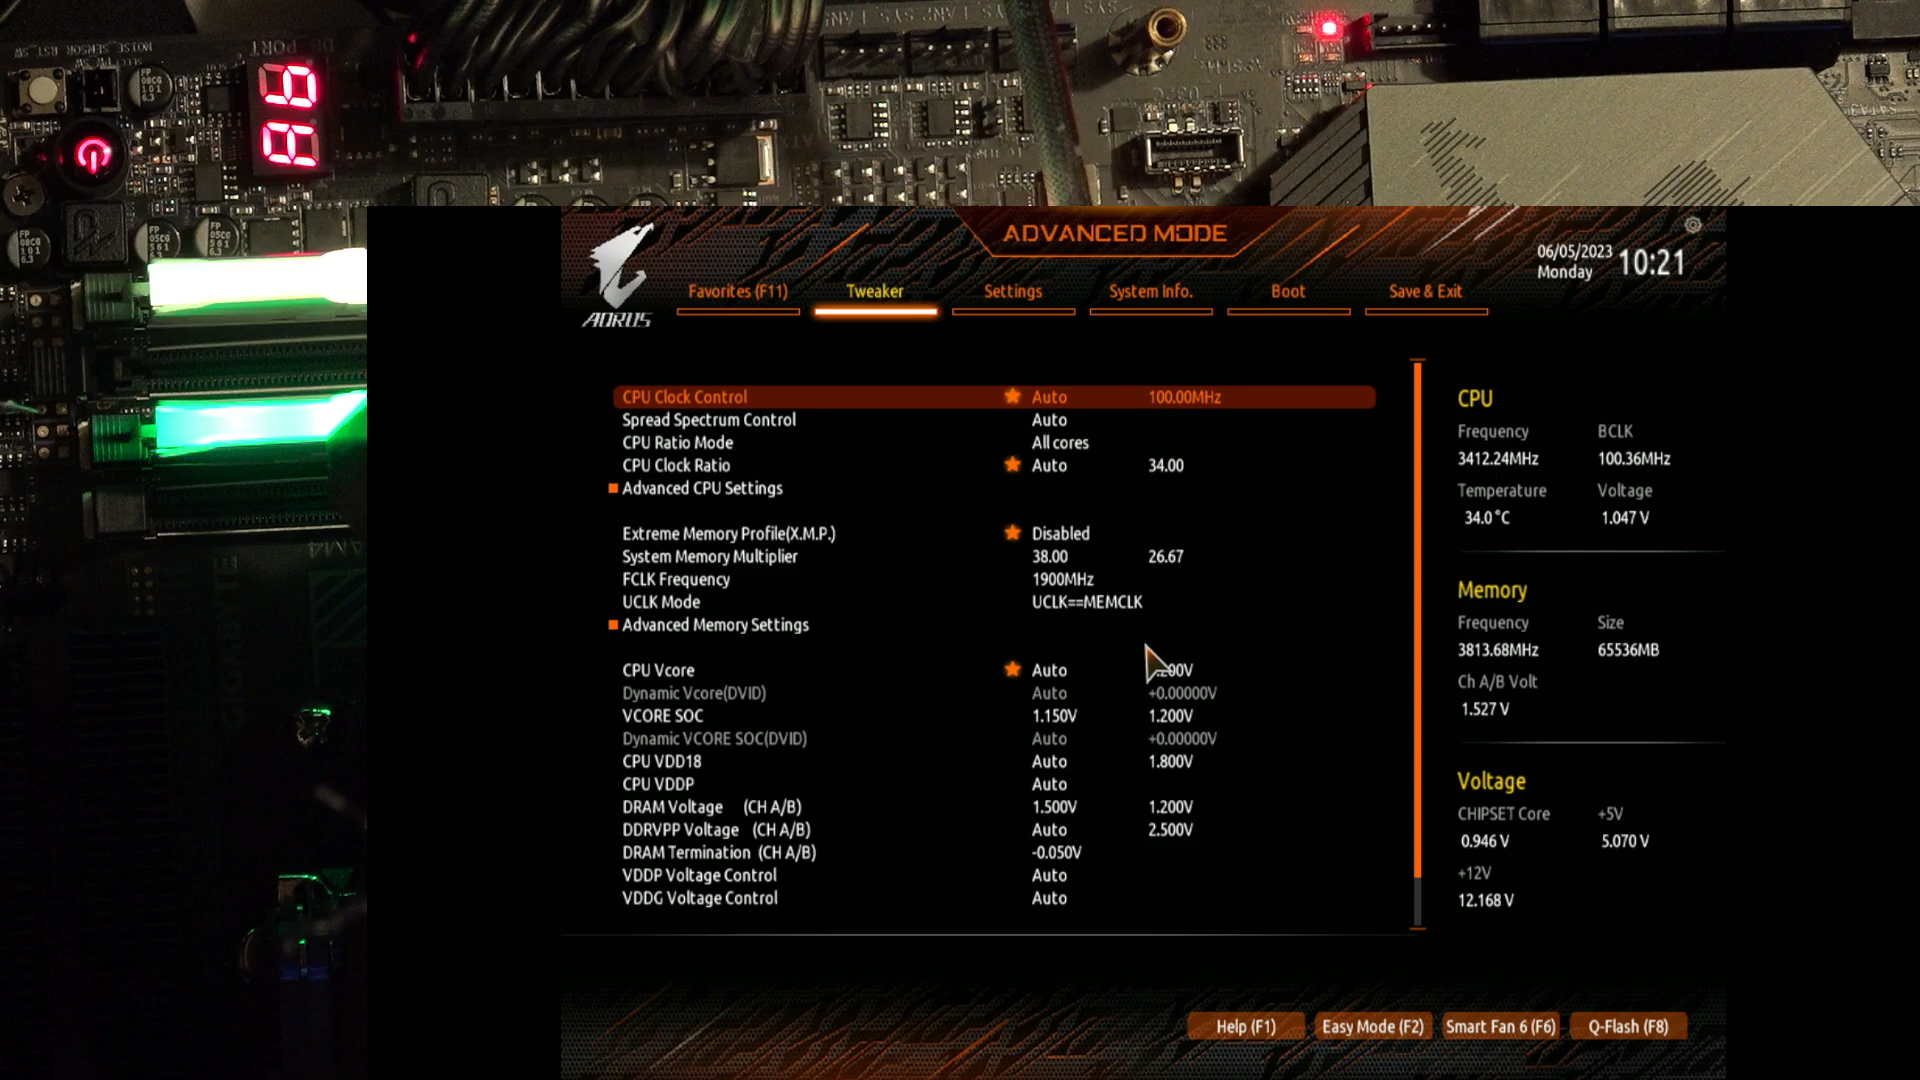 ADVANCED MODE
06/05/2023 10:21
Monday
Favorites (F11) Tweaker Settings System Info. Boot Save & Exit
AORUS
CPU Clock Control Auto 100.00MHz
Spread Spectrum Control Auto
CPU Ratio Mode All cores
CPU Clock Ratio Auto 34.00
Advanced CPU Settings
Extreme Memory Profile(X.M.P.) Disabled
System Memory Multiplier 38.00 26.67
FCLK Frequency 1900MHz
UCLK Mode UCLK==MEMCLK
Advanced Memory Settings
CPU Vcore Auto
Dynamic Vcore(DVID) Auto +0.00000V
VCORE SOC 1.150V 1.200V
Dynamic VCORE SOC(DVID) Auto +0.00000V
CPU VDD18 Auto 1.800V
CPU VDDP Auto
DRAM Voltage (CH A/B) 1.500V 1.200V
DDRVPP Voltage (CH A/B) Auto 2.500V
DRAM Termination (CH A/B) -0.050V
VDDP Voltage Control Auto
VDDG Voltage Control Auto
CPU
Frequency BCLK
3412.24MHz 100.36MHz
Temperature Voltage
34.0 °C 1.047 V
Memory
Frequency Size
3813.68MHz 65536MB
Ch A/B Volt
1.527 V
Voltage
CHIPSET Core +5V
0.946 V 5.070 V
+12V
12.168 V
Help (F1) Easy Mode (F2) Smart Fan 6 (F6) Q-Flash (F8)
RST_SW
NOISE_SENSOR
GIGABYTE